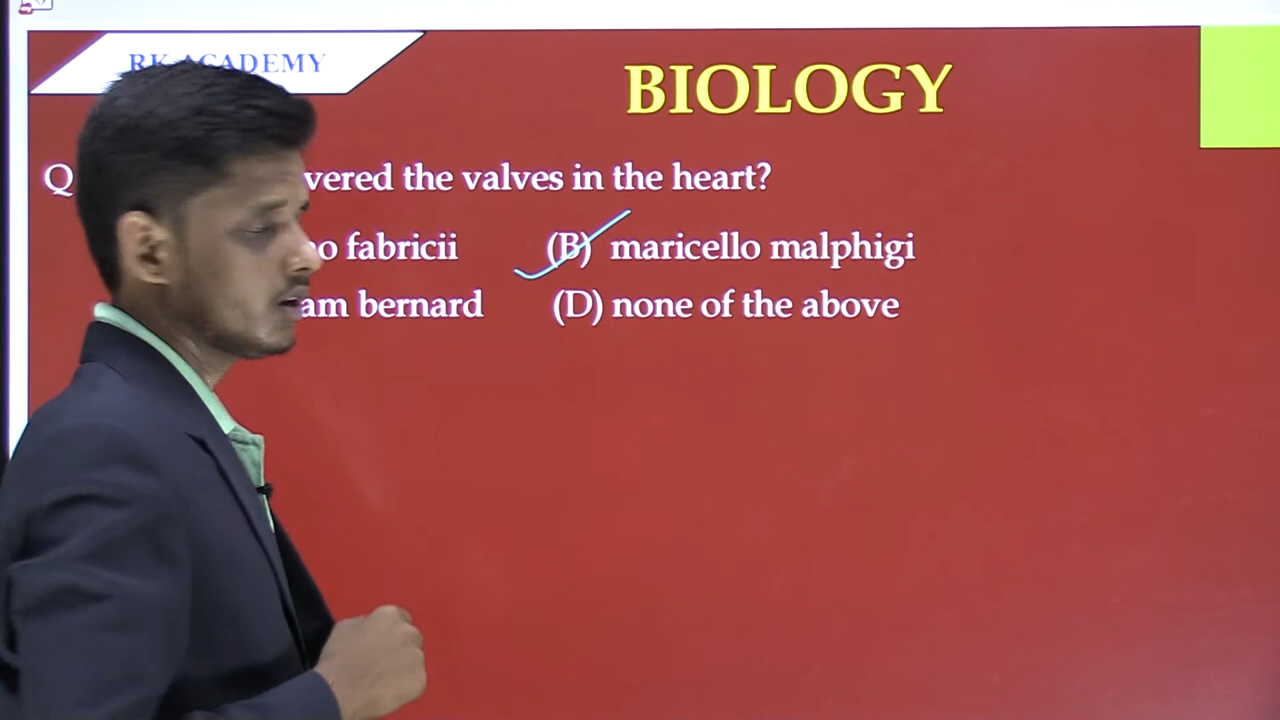 RK ACADEMY
BIOLOGY
Q vered the valves in the heart?
o fabricii (B) maricello malphigi
am bernard (D) none of the above